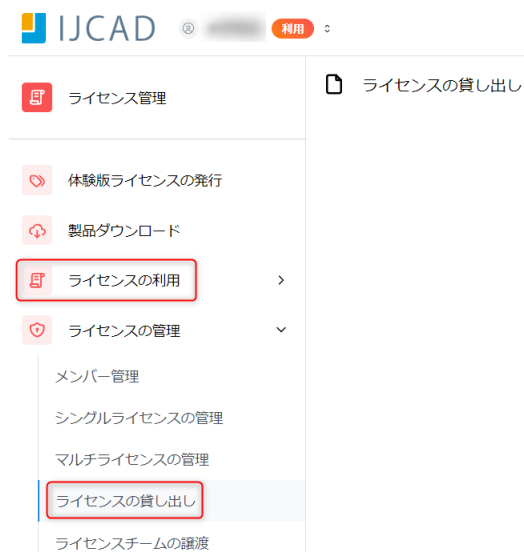 IJCAD
利用
ライセンス管理
ライセンスの貸し出し
体験版ライセンスの発行
製品ダウンロード
ライセンスの利用
ライセンスの管理
メンバー管理
シングルライセンスの管理
マルチライセンスの管理
ライセンスの貸し出し
ライセンスチームの譲渡